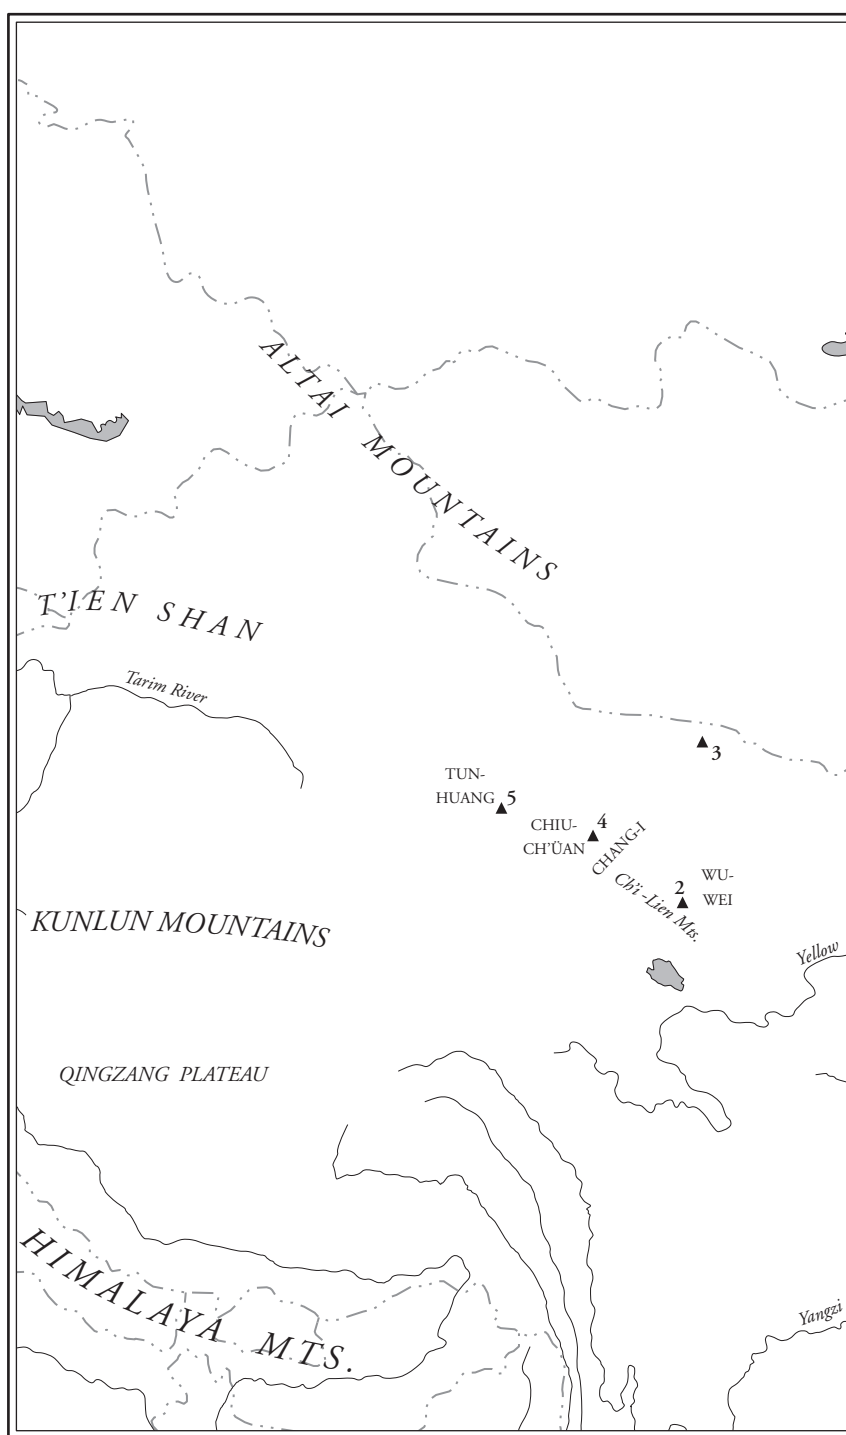 ALTAI MOUNTAINS
T’IEN SHAN
Tarim River
3
TUN-
HUANG
5
CHIU-
CH’ÜAN
4
CHANG-I
Ch’i -Lien Mts.
2
WU-
WEI
KUNLUN MOUNTAINS
Yellow
QINGZANG PLATEAU
HIMALAYA MTS.
Yangzi